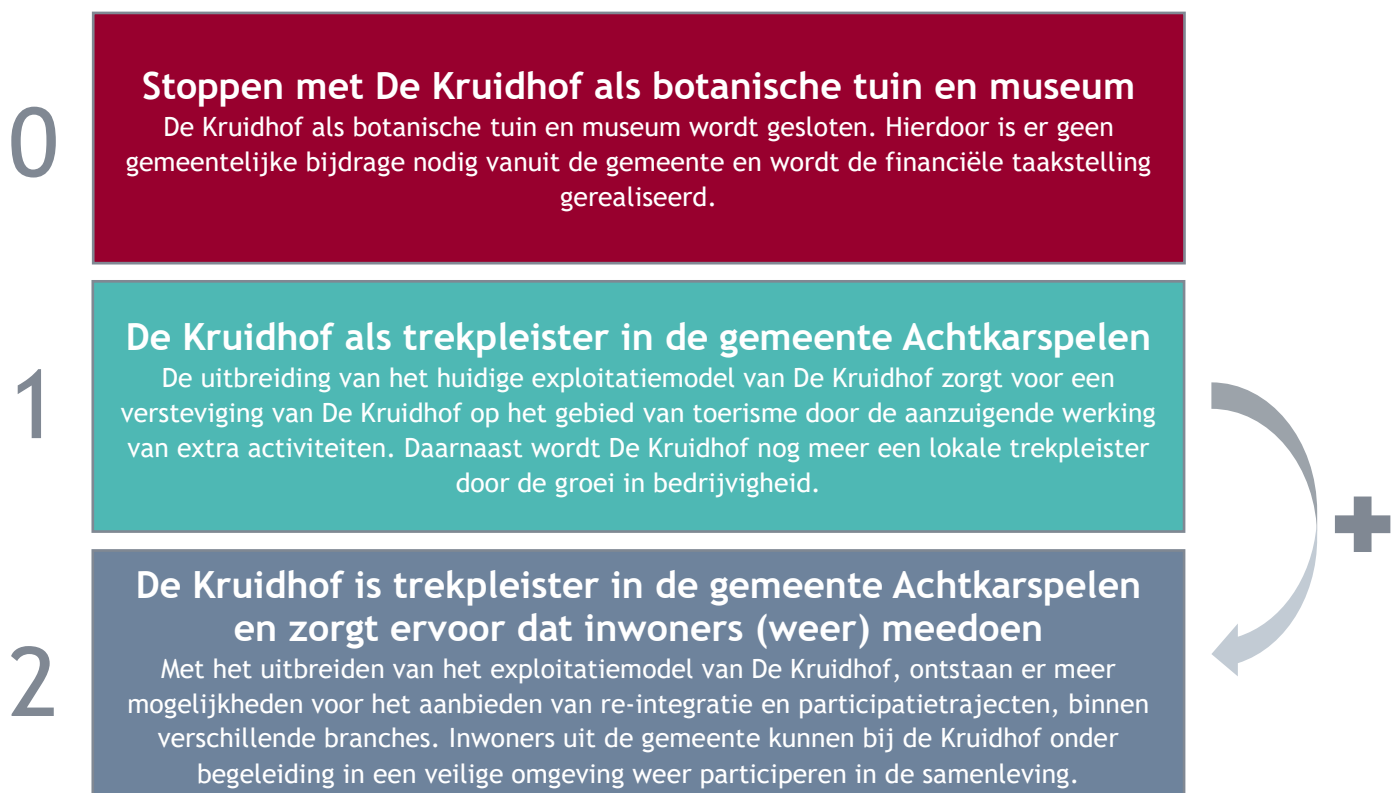 0
Stoppen met De Kruidhof als botanische tuin en museum
De Kruidhof als botanische tuin en museum wordt gesloten. Hierdoor is er geen
gemeentelijke bijdrage nodig vanuit de gemeente en wordt de financiële taakstelling
gerealiseerd.
1
De Kruidhof als trekpleister in de gemeente Achtkarspelen
De uitbreiding van het huidige exploitatiemodel van De Kruidhof zorgt voor een
versteviging van De Kruidhof op het gebied van toerisme door de aanzuigende werking
van extra activiteiten. Daarnaast wordt De Kruidhof nog meer een lokale trekpleister
door de groei in bedrijvigheid.
2
De Kruidhof is trekpleister in de gemeente Achtkarspelen
en zorgt ervoor dat inwoners (weer) meedoen
Met het uitbreiden van het exploitatiemodel van De Kruidhof, ontstaan er meer
mogelijkheden voor het aanbieden van re-integratie en participatietrajecten, binnen
verschillende branches. Inwoners uit de gemeente kunnen bij de Kruidhof onder
begeleiding in een veilige omgeving weer participeren in de samenleving.